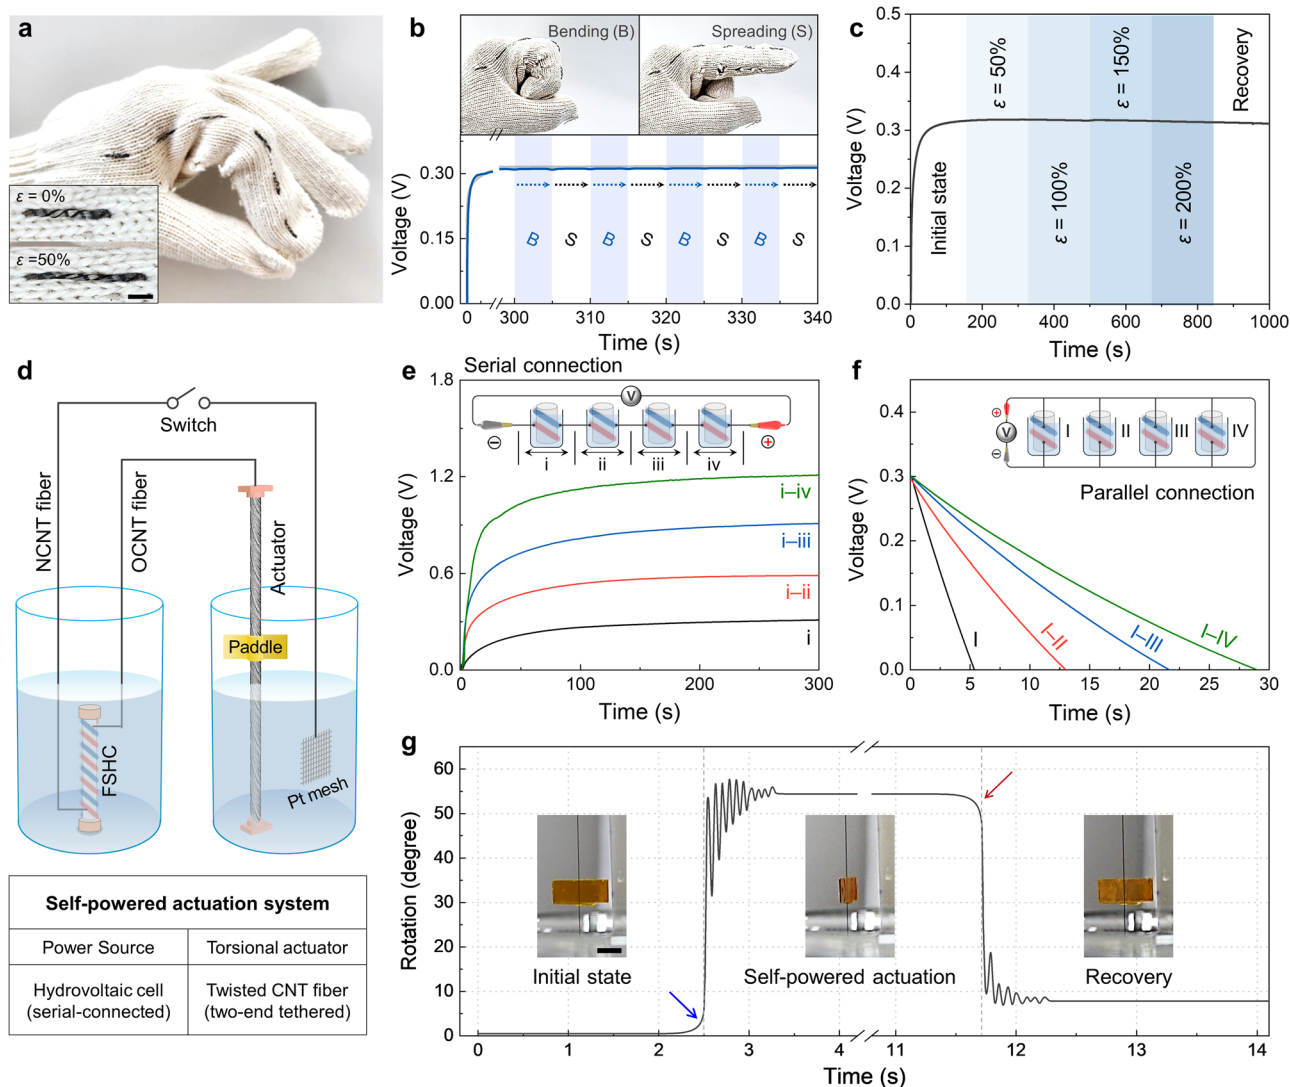 a
ε = 0%
ε =50%
b
Bending (B)
Spreading (S)
0.30
0.15
0.00
Voltage (V)
B S B S B S B S
0 300 310 320 330 340
Time (s)
c
0.5
0.4
0.3
0.2
0.1
0.0
Voltage (V)
Initial state
ε = 50%
ε = 100%
ε = 150%
ε = 200%
Recovery
0 200 400 600 800 1000
Time (s)
d
Switch
NCNT fiber
OCNT fiber
Actuator
Paddle
FSHC
Pt mesh
Self-powered actuation system
Power Source
Torsional actuator
Hydrovoltaic cell
(serial-connected)
Twisted CNT fiber
(two-end tethered)
e
Serial connection
1.8
1.2
0.6
0.0
Voltage (V)
V
−
+
i ii iii iv
i–iv
i–iii
i–ii
i
0 100 200 300
Time (s)
f
0.4
0.3
0.2
0.1
0.0
Voltage (V)
+
V
−
I II III IV
Parallel connection
I
I–II
I–III
I–IV
0 5 10 15 20 25 30
Time (s)
g
60
50
40
30
20
10
0
Rotation (degree)
Initial state
Self-powered actuation
Recovery
0 1 2 3 4 11 12 13 14
Time (s)